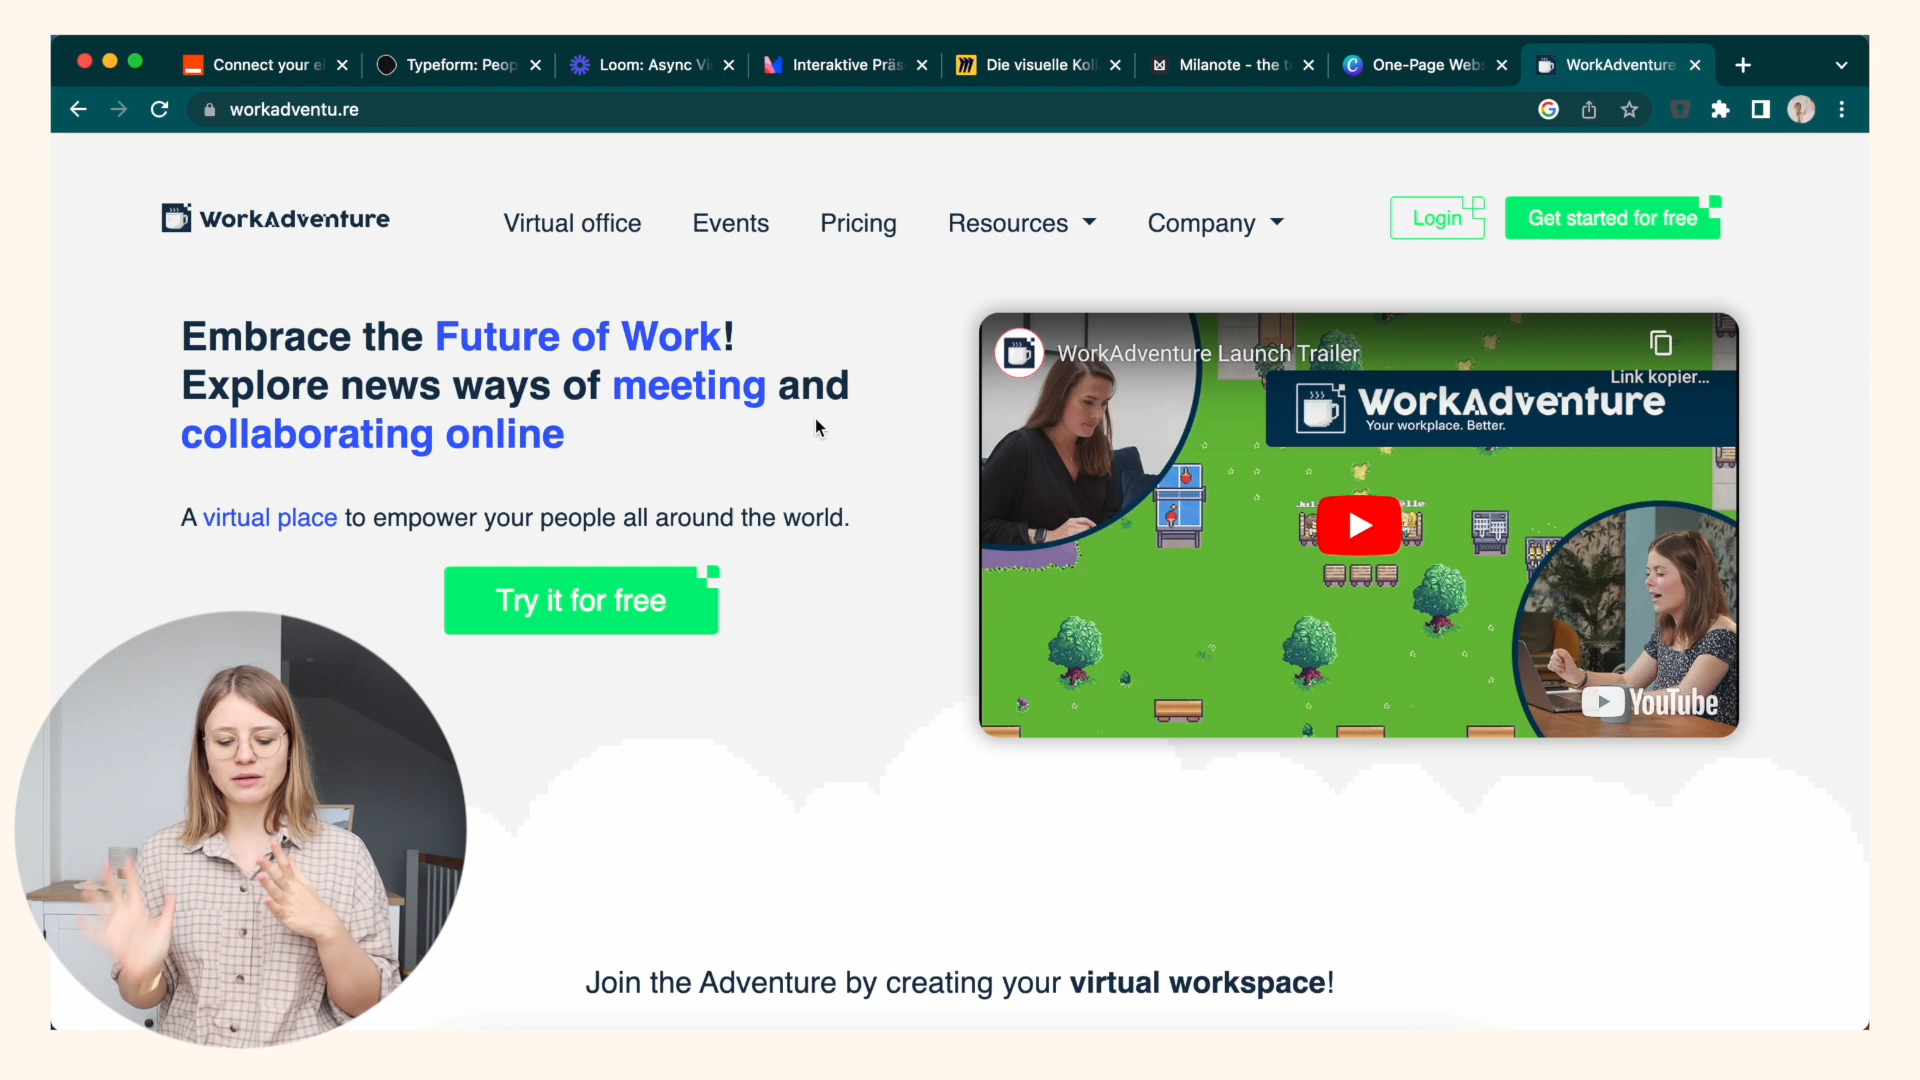 Connect your el
Typeform: Peop
Loom: Async Vi
Interaktive Präs
Die visuelle Koll
Milanote - the t
One-Page Webs
WorkAdventure
workadventu.re
WorkAdventure
Virtual office
Events
Pricing
Resources
Company
Login
Get started for free
Embrace the Future of Work!
Explore news ways of meeting and
collaborating online
A virtual place to empower your people all around the world.
Try it for free
WorkAdventure Launch Trailer
Link kopier...
WorkAdventure
Your workplace. Better.
YouTube
Join the Adventure by creating your virtual workspace!